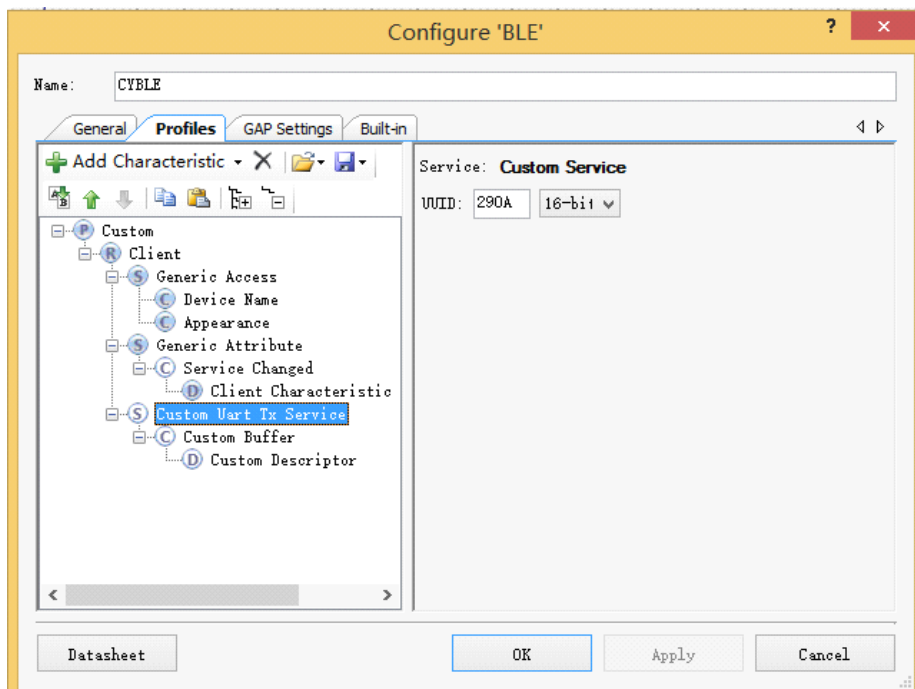 Configure 'BLE'
? ×
Name: CYBLE
General Profiles GAP Settings Built-in
Add Characteristic
Service: Custom Service
UUID: 290A 16-bit
P Custom
R Client
S Generic Access
C Device Name
C Appearance
S Generic Attribute
C Service Changed
D Client Characteristic
S Custom Uart Tx Service
C Custom Buffer
D Custom Descriptor
Datasheet OK Apply Cancel